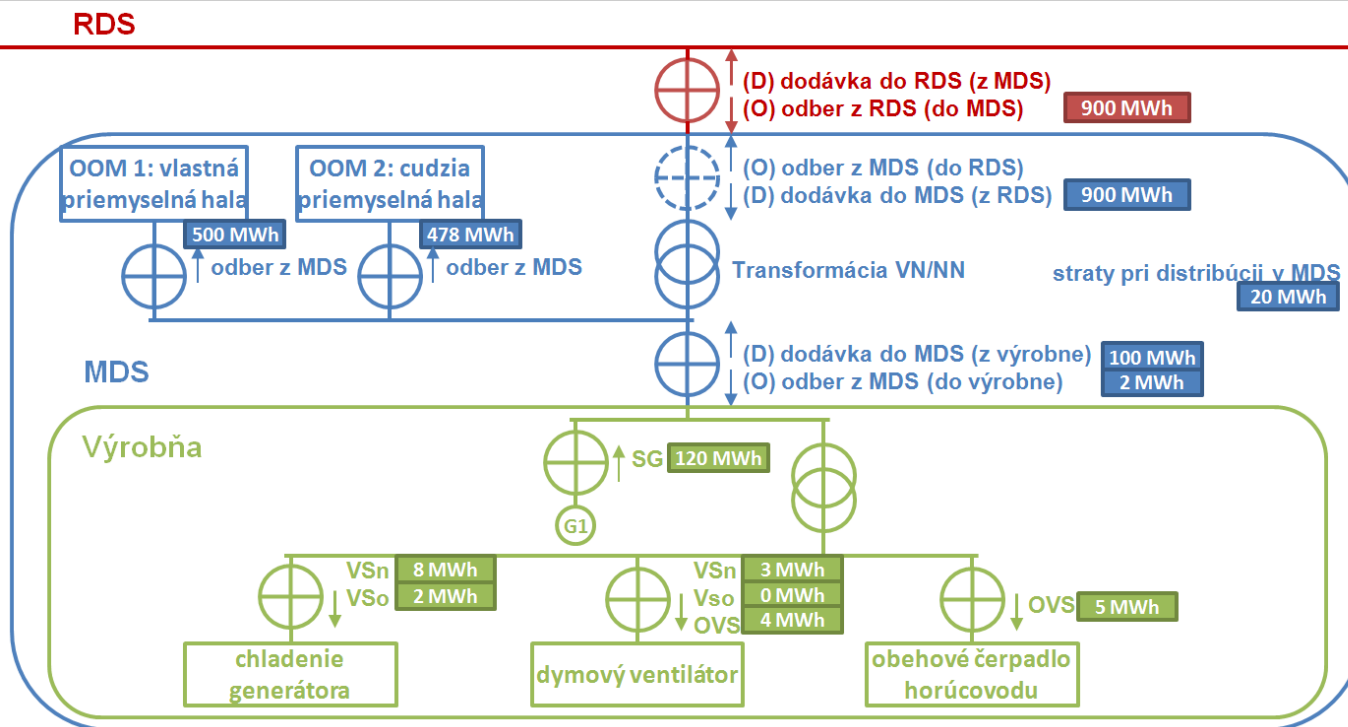 RDS
(D) dodávka do RDS (z MDS)
(O) odber z RDS (do MDS) 900 MWh
OOM 1: vlastná
priemyselná hala
500 MWh
odber z MDS
OOM 2: cudzia
priemyselná hala
478 MWh
odber z MDS
(O) odber z MDS (do RDS)
(D) dodávka do MDS (z RDS) 900 MWh
Transformácia VN/NN
straty pri distribúcii v MDS
20 MWh
MDS
(D) dodávka do MDS (z výrobne) 100 MWh
(O) odber z MDS (do výrobne) 2 MWh
Výrobňa
SG 120 MWh
G1
VSn 8 MWh
VSo 2 MWh
chladenie
generátora
VSn 3 MWh
Vso 0 MWh
OVS 4 MWh
dymový ventilátor
OVS 5 MWh
obehové čerpadlo
horúcovodu